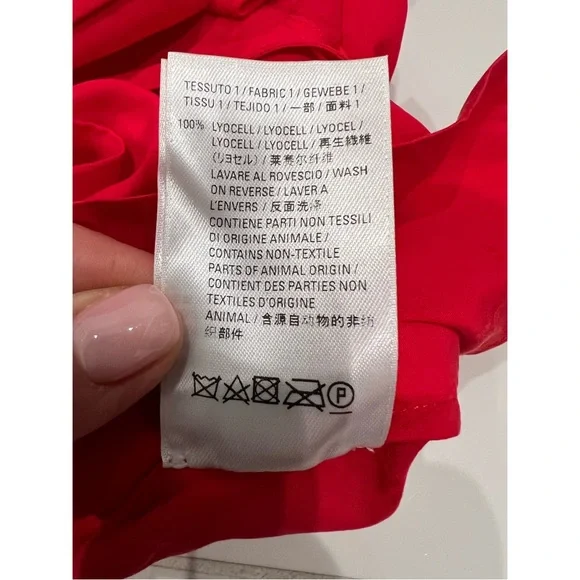 TESSUTO 1 / FABRIC 1 / GEWEBE 1 /
TISSU 1 / TEJIDO 1 / 一部 / 面料 1
100% LYOCELL / LYOCELL / LYOCEL /
LYOCELL / LYOCELL / 再生繊維
(リヨセル) / 莱赛尔纤维
LAVARE AL ROVESCIO / WASH
ON REVERSE / LAVER A
L'ENVERS / 反面洗涤
CONTIENE PARTI NON TESSILI
DI ORIGINE ANIMALE /
CONTAINS NON-TEXTILE
PARTS OF ANIMAL ORIGIN /
CONTIENT DES PARTIES NON
TEXTILES D'ORIGINE
ANIMAL / 含源自动物的非纺
织部件
P